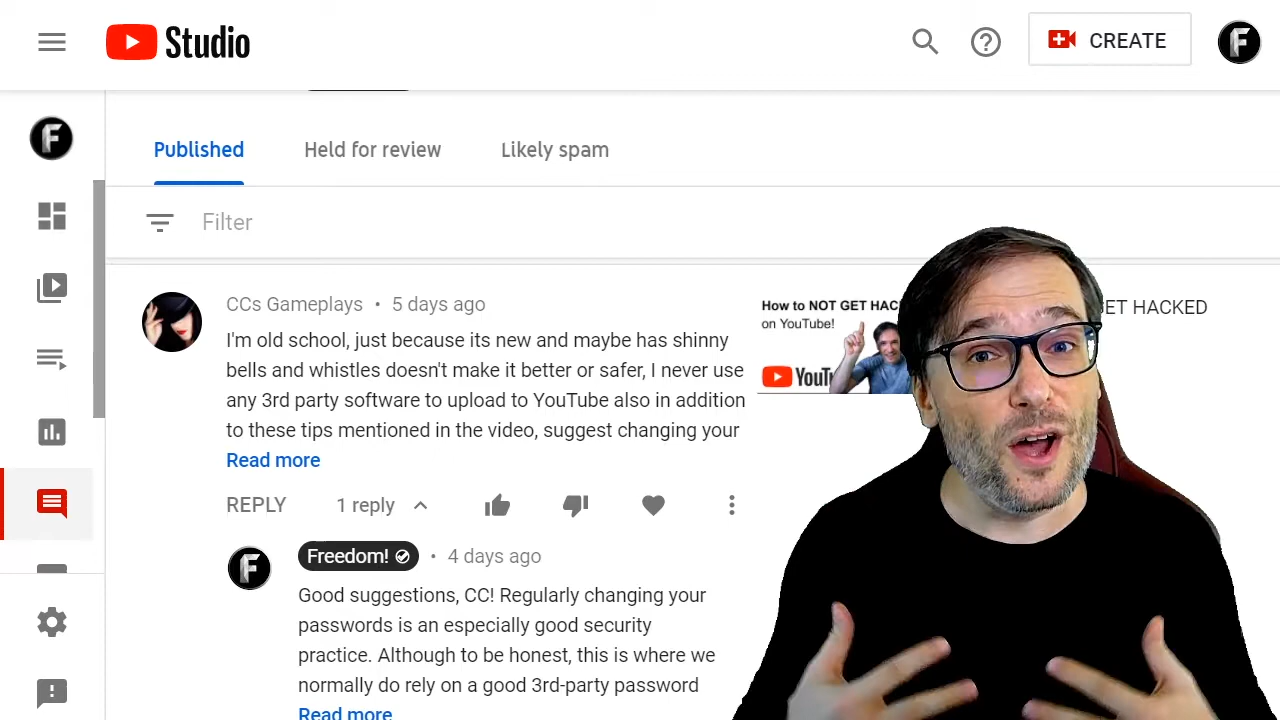 Studio
CREATE
Published
Held for review
Likely spam
Filter
CCs Gameplays • 5 days ago
I'm old school, just because its new and maybe has shinny
bells and whistles doesn't make it better or safer, I never use
any 3rd party software to upload to YouTube also in addition
to these tips mentioned in the video, suggest changing your
Read more
REPLY
1 reply
How to NOT GET HAC
on YouTube!
YouT
ET HACKED
Freedom! • 4 days ago
Good suggestions, CC! Regularly changing your
passwords is an especially good security
practice. Although to be honest, this is where we
normally do rely on a good 3rd-party password
Read more